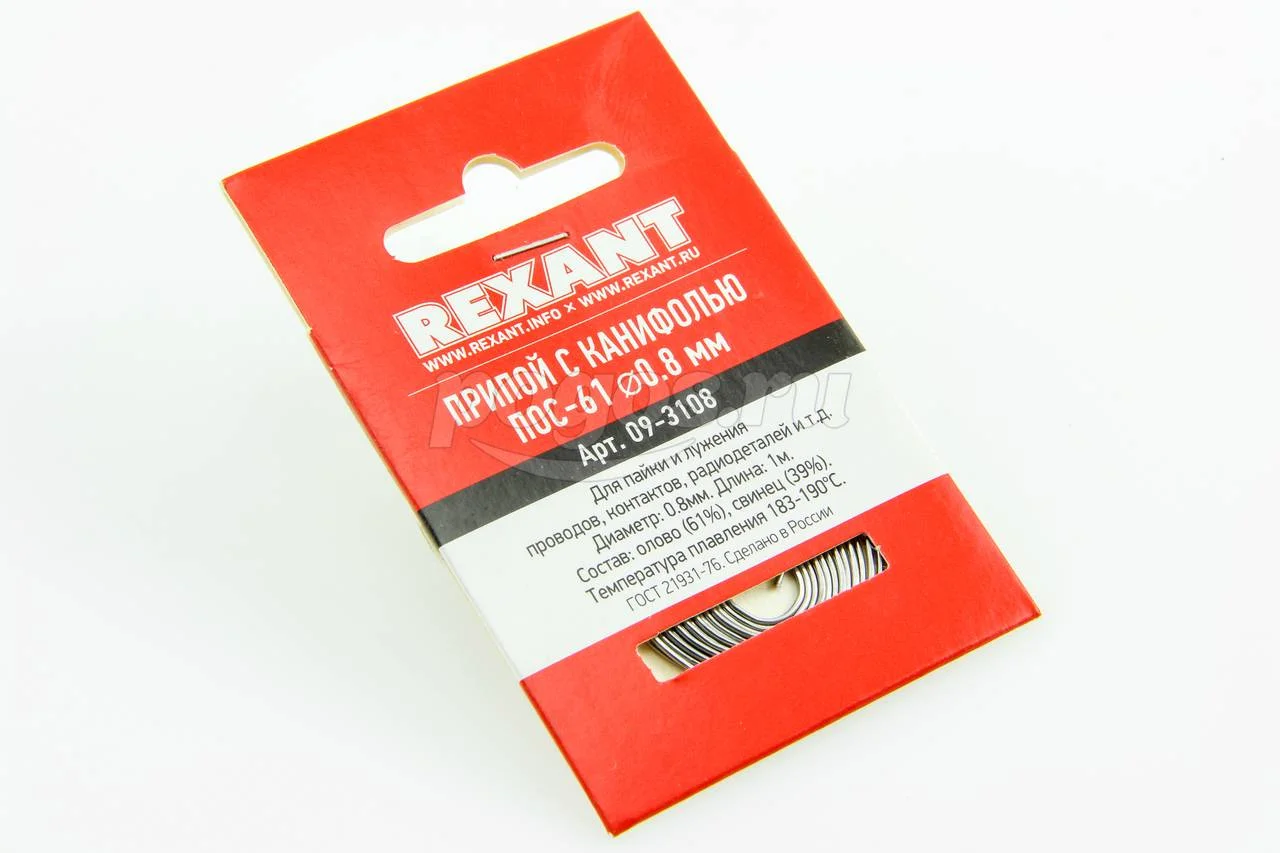 REXANT
WWW.REXANT.INFO x WWW.REXANT.RU
ПРИПОЙ С КАНИФОЛЬЮ
ПОС-61 ⌀0.8 мм
Арт. 09-3108
Для пайки и лужения
проводов, контактов, радиодеталей и т.д.
Диаметр: 0.8мм. Длина: 1м.
Состав: олово (61%), свинец (39%).
Температура плавления 183-190°С.
ГОСТ 21931-76. Сделано в России